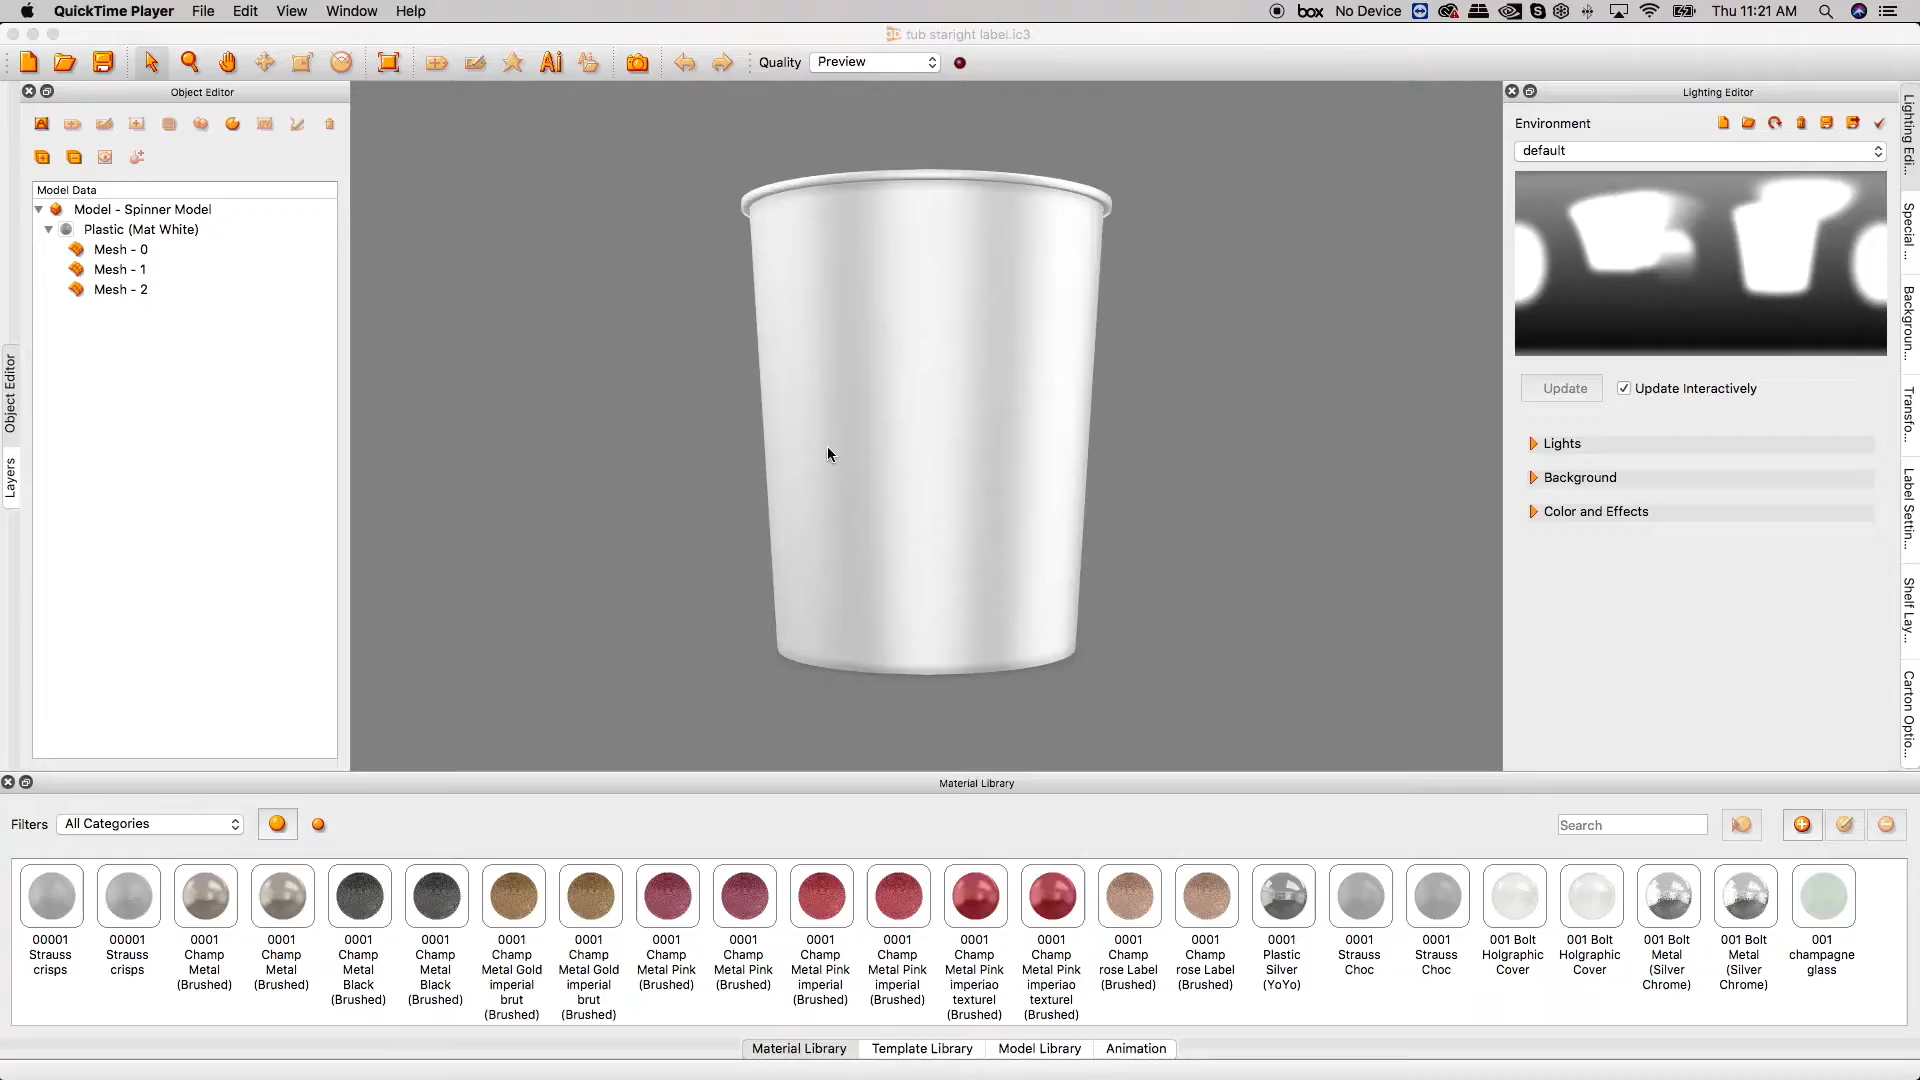 QuickTime Player File Edit View Window Help
box No Device Thu 11:21 AM
tub staright label.ic3
Ai Quality Preview
Object Editor
Model Data
Model - Spinner Model
Plastic (Mat White)
Mesh - 0
Mesh - 1
Mesh - 2
Object Editor
Layers
Lighting Editor
Environment
default
Update Update Interactively
Lights
Background
Color and Effects
Lighting Edi...
Special ...
Backgroun...
Transfo...
Label Settin...
Shelf Lay...
Carton Optio...
Material Library
Filters All Categories Search
00001 Strauss crisps
00001 Strauss crisps
0001 Champ Metal (Brushed)
0001 Champ Metal (Brushed)
0001 Champ Metal Black (Brushed)
0001 Champ Metal Black (Brushed)
0001 Champ Metal Gold imperial brut (Brushed)
0001 Champ Metal Gold imperial brut (Brushed)
0001 Champ Metal Pink (Brushed)
0001 Champ Metal Pink (Brushed)
0001 Champ Metal Pink imperial (Brushed)
0001 Champ Metal Pink imperial (Brushed)
0001 Champ Metal Pink imperiao texturel (Brushed)
0001 Champ Metal Pink imperiao texturel (Brushed)
0001 Champ rose Label (Brushed)
0001 Champ rose Label (Brushed)
0001 Plastic Silver (YoYo)
0001 Strauss Choc
0001 Strauss Choc
001 Bolt Holgraphic Cover
001 Bolt Holgraphic Cover
001 Bolt Metal (Silver Chrome)
001 Bolt Metal (Silver Chrome)
001 champagne glass
Material Library Template Library Model Library Animation